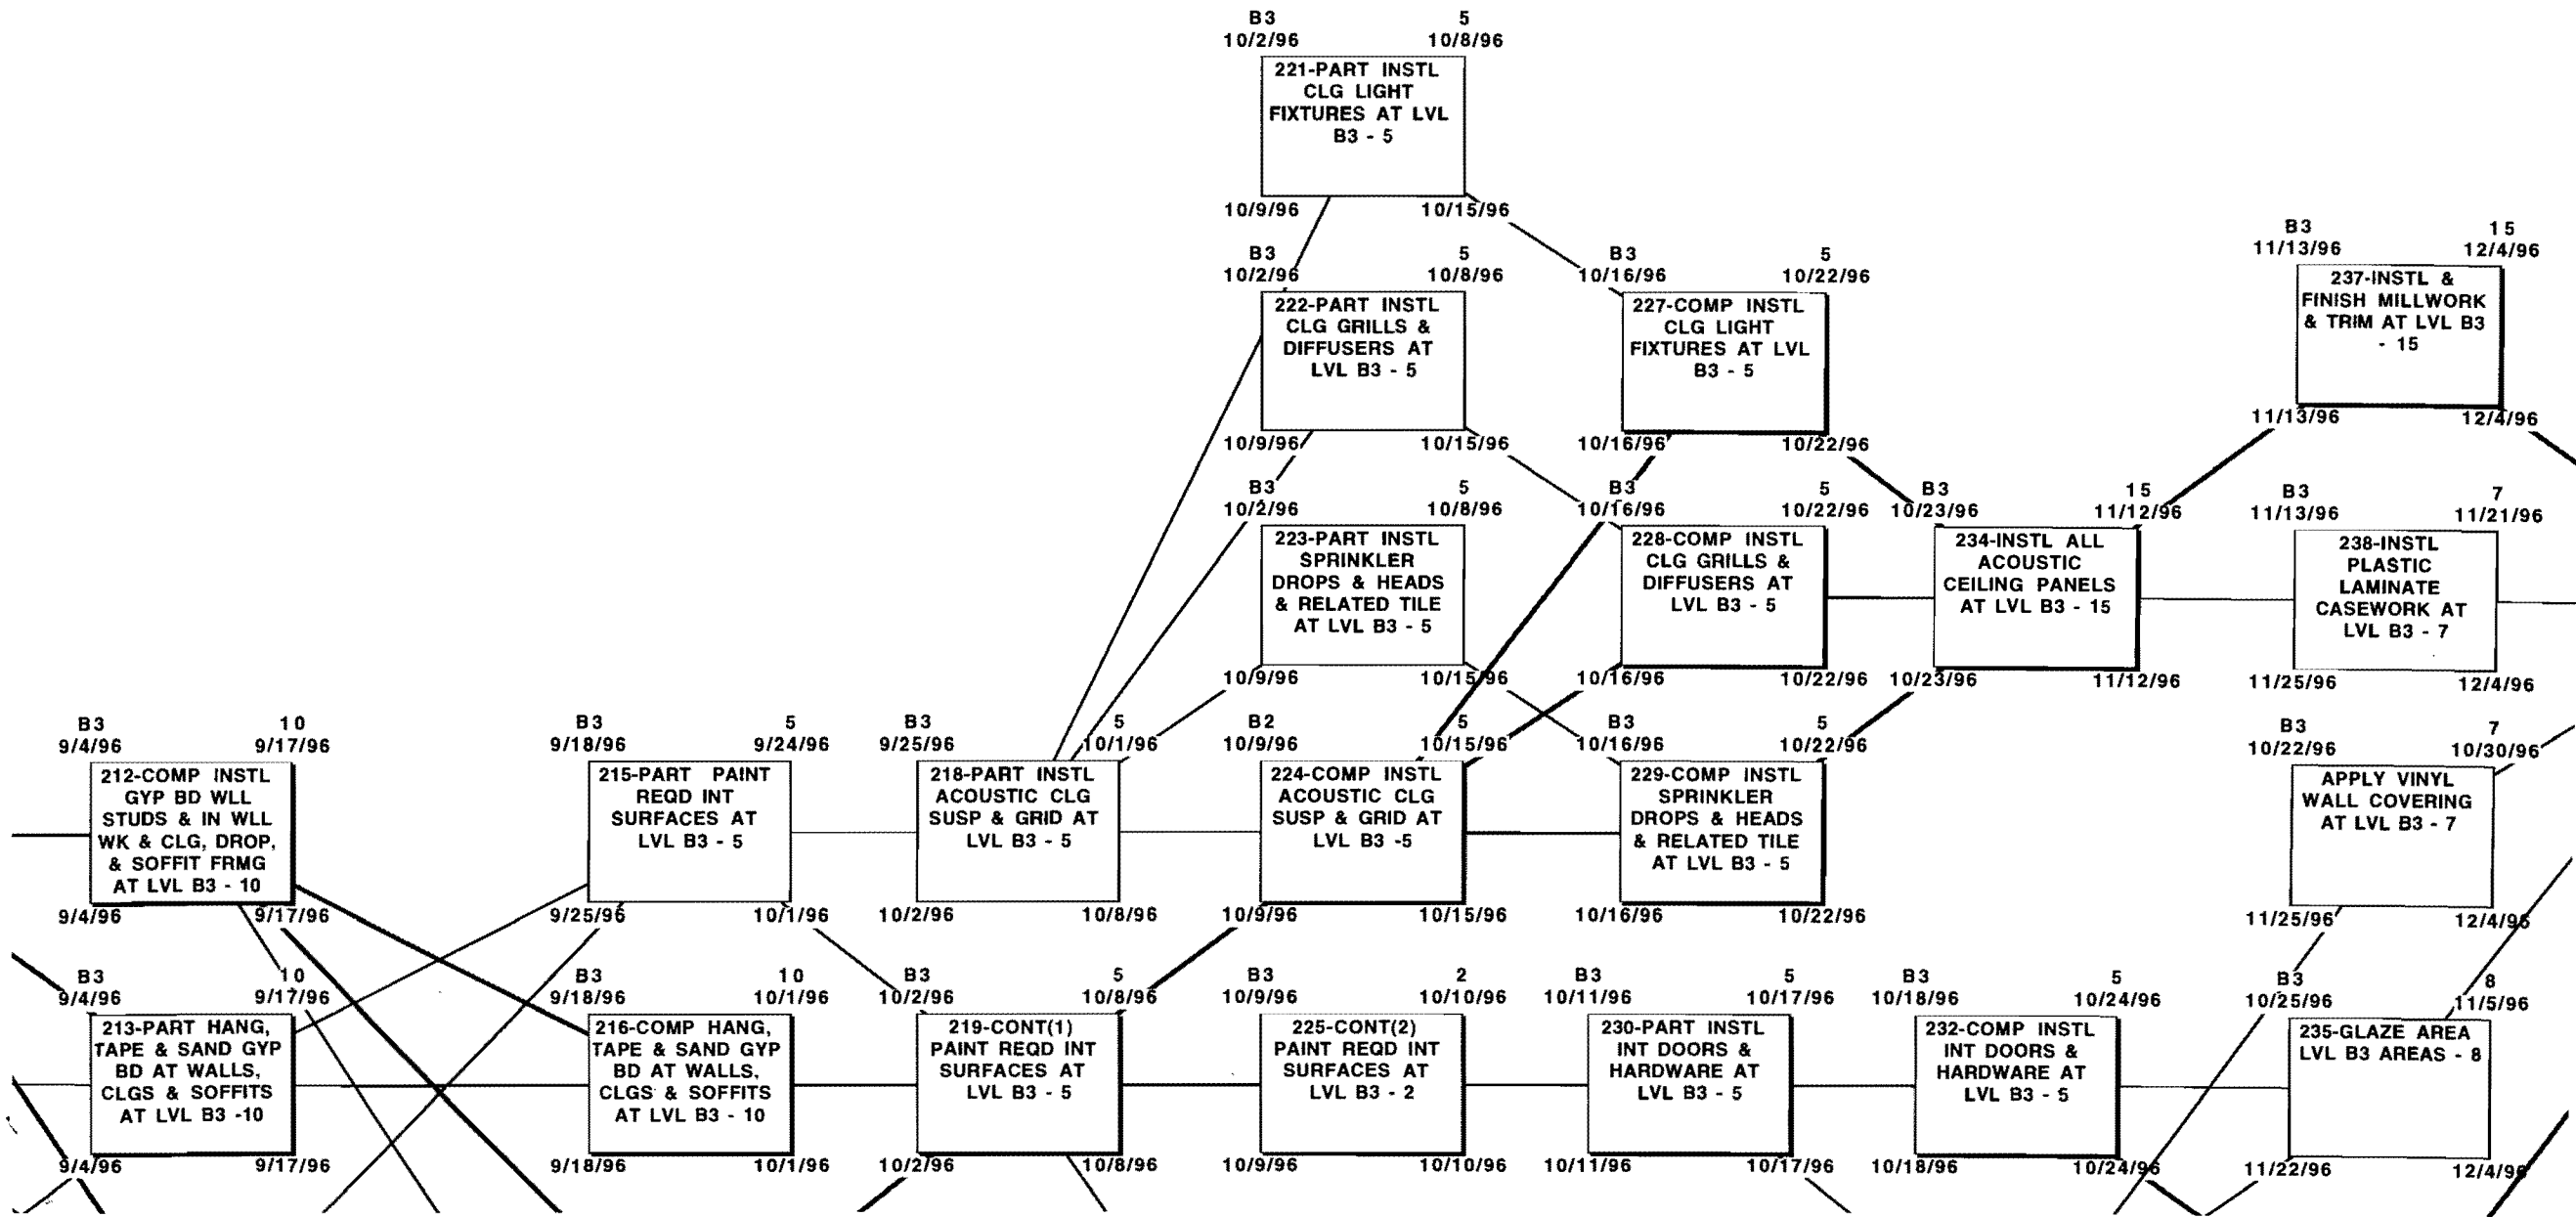 B3 5
10/2/96 10/8/96
221-PART INSTL
CLG LIGHT
FIXTURES AT LVL
B3 - 5
10/9/96 10/15/96
B3 5
10/2/96 10/8/96
222-PART INSTL
CLG GRILLS &
DIFFUSERS AT
LVL B3 - 5
10/9/96 10/15/96
B3 5
10/16/96 10/22/96
227-COMP INSTL
CLG LIGHT
FIXTURES AT LVL
B3 - 5
10/16/96 10/22/96
B3 15
11/13/96 12/4/96
237-INSTL &
FINISH MILLWORK
& TRIM AT LVL B3
- 15
11/13/96 12/4/96
B3 5
10/2/96 10/8/96
223-PART INSTL
SPRINKLER
DROPS & HEADS
& RELATED TILE
AT LVL B3 - 5
10/9/96 10/15/96
B3 5
10/16/96 10/22/96
228-COMP INSTL
CLG GRILLS &
DIFFUSERS AT
LVL B3 - 5
10/16/96 10/22/96
B3 15
10/23/96 11/12/96
234-INSTL ALL
ACOUSTIC
CEILING PANELS
AT LVL B3 - 15
10/23/96 11/12/96
B3 7
11/13/96 11/21/96
238-INSTL
PLASTIC
LAMINATE
CASEWORK AT
LVL B3 - 7
11/25/96 12/4/96
B3 10
9/4/96 9/17/96
212-COMP INSTL
GYP BD WLL
STUDS & IN WLL
WK & CLG, DROP,
& SOFFIT FRMG
AT LVL B3 - 10
9/4/96 9/17/96
B3 5
9/18/96 9/24/96
215-PART PAINT
REQD INT
SURFACES AT
LVL B3 - 5
9/25/96 10/1/96
B3 5
9/25/96 10/1/96
218-PART INSTL
ACOUSTIC CLG
SUSP & GRID AT
LVL B3 - 5
10/2/96 10/8/96
B2 5
10/9/96 10/15/96
224-COMP INSTL
ACOUSTIC CLG
SUSP & GRID AT
LVL B3 -5
10/9/96 10/15/96
B3 5
10/16/96 10/22/96
229-COMP INSTL
SPRINKLER
DROPS & HEADS
& RELATED TILE
AT LVL B3 - 5
10/16/96 10/22/96
B3 7
10/22/96 10/30/96
APPLY VINYL
WALL COVERING
AT LVL B3 - 7
11/25/96 12/4/96
B3 10
9/4/96 9/17/96
213-PART HANG,
TAPE & SAND GYP
BD AT WALLS,
CLGS & SOFFITS
AT LVL B3 -10
9/4/96 9/17/96
B3 10
9/18/96 10/1/96
216-COMP HANG,
TAPE & SAND GYP
BD AT WALLS,
CLGS & SOFFITS
AT LVL B3 - 10
9/18/96 10/1/96
B3 5
10/2/96 10/8/96
219-CONT(1)
PAINT REQD INT
SURFACES AT
LVL B3 - 5
10/2/96 10/8/96
B3 2
10/9/96 10/10/96
225-CONT(2)
PAINT REQD INT
SURFACES AT
LVL B3 - 2
10/9/96 10/10/96
B3 5
10/11/96 10/17/96
230-PART INSTL
INT DOORS &
HARDWARE AT
LVL B3 - 5
10/11/96 10/17/96
B3 5
10/18/96 10/24/96
232-COMP INSTL
INT DOORS &
HARDWARE AT
LVL B3 - 5
10/18/96 10/24/96
B3 8
10/25/96 11/5/96
235-GLAZE AREA
LVL B3 AREAS - 8
11/22/96 12/4/96